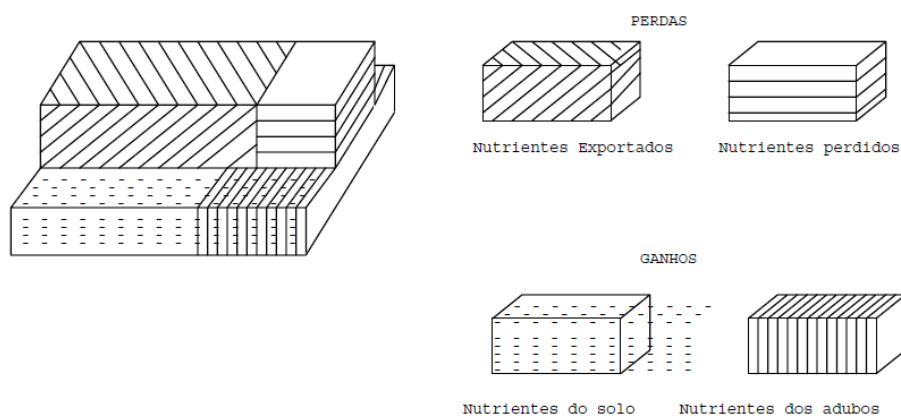 PERDAS
Nutrientes Exportados
Nutrientes perdidos
GANHOS
Nutrientes do solo
Nutrientes dos adubos